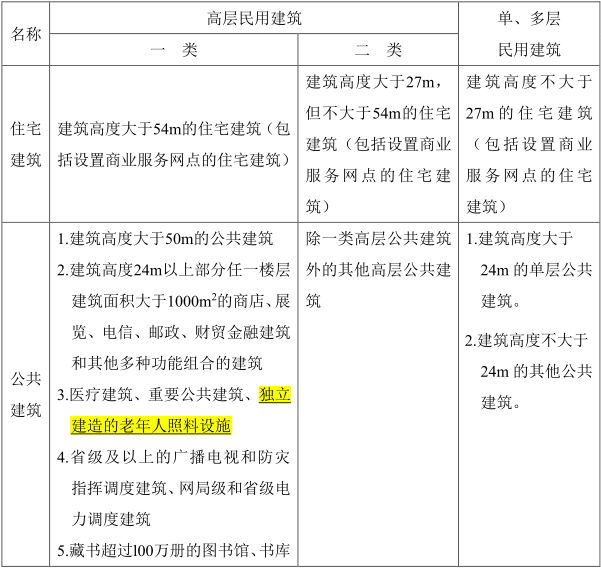 名称
高层民用建筑
单、多层
民用建筑
一 类
二 类
住宅
建筑
建筑高度大于54m的住宅建筑（包
括设置商业服务网点的住宅建筑）
建筑高度大于27m，
但不大于54m的住宅
建筑（包括设置商业
服务网点的住宅建
筑）
建筑高度不大于
27m的住宅建筑
（包括设置商业
服务网点的住宅
建筑）
公共
建筑
1.建筑高度大于50m的公共建筑
2.建筑高度24m以上部分任一楼层
建筑面积大于1000m²的商店、展
览、电信、邮政、财贸金融建筑
和其他多种功能组合的建筑
3.医疗建筑、重要公共建筑、独立
建造的老年人照料设施
4.省级及以上的广播电视和防灾
指挥调度建筑、网局级和省级电
力调度建筑
5.藏书超过l00万册的图书馆、书库
除一类高层公共建筑
外的其他高层公共建
筑
1.建筑高度大于
24m的单层公共
建筑。
2.建筑高度不大于
24m的其他公共
建筑。